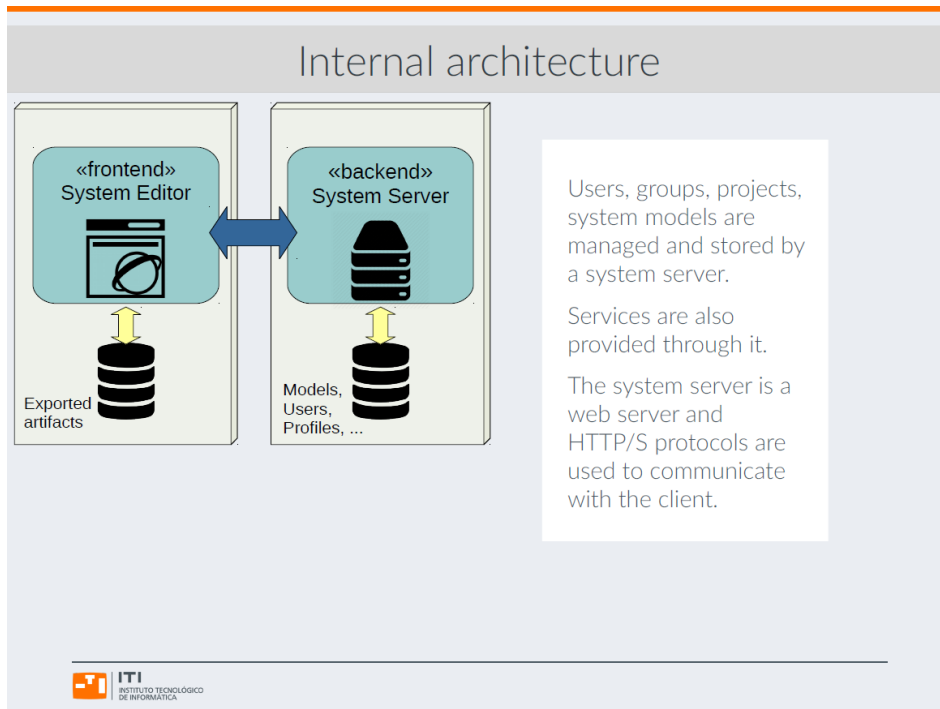 Internal architecture
«frontend»
System Editor
Exported
artifacts
«backend»
System Server
Models,
Users,
Profiles, ...
Users, groups, projects,
system models are
managed and stored by
a system server.
Services are also
provided through it.
The system server is a
web server and
HTTP/S protocols are
used to communicate
with the client.
ITI
INSTITUTO TECNOLÓGICO
DE INFORMÁTICA